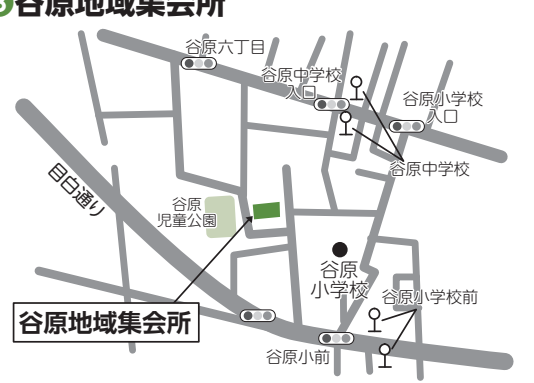 谷原地域集会所
谷原六丁目
谷原中学校
入口
谷原小学校
入口
谷原中学校
目白通り
谷原
児童公園
谷原
小学校
谷原小学校前
谷原地域集会所
谷原小前